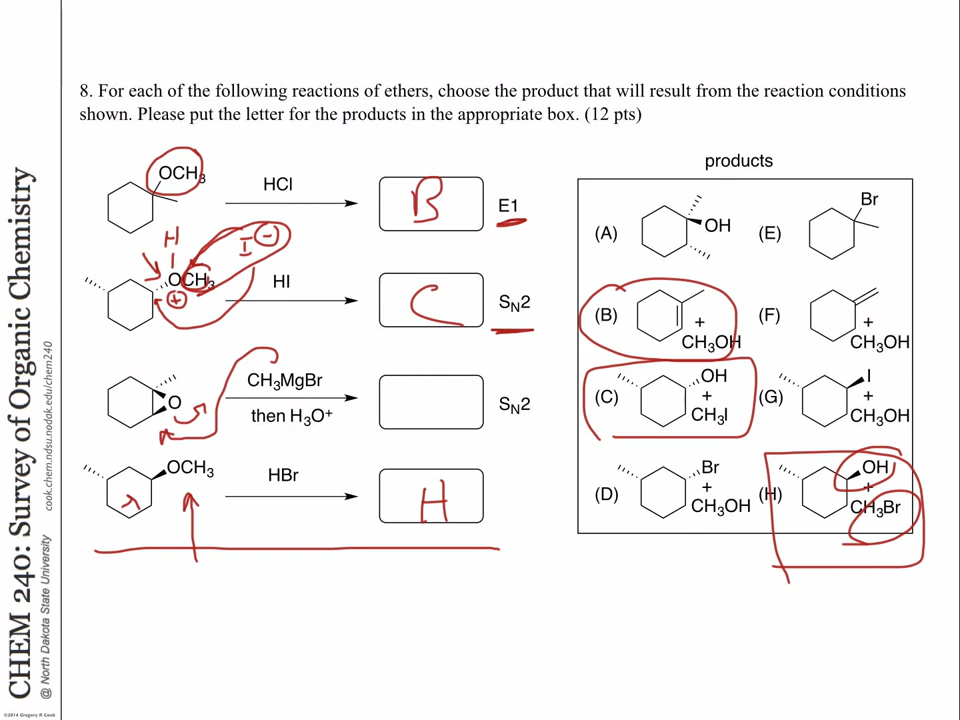 CHEM 240: Survey of Organic Chemistry
@ North Dakota State University cook.chem.ndsu.nodak.edu/chem240
©2014 Gregory R Cook
8. For each of the following reactions of ethers, choose the product that will result from the reaction conditions
shown. Please put the letter for the products in the appropriate box. (12 pts)
products
OCH3
HCl
B
E1
H
I −
OCH3
+
HI
C
SN2
O
CH3MgBr
then H3O+
SN2
OCH3
HBr
H
(A)
OH
(E)
Br
(B)
+
CH3OH
(F)
+
CH3OH
(C)
OH
+
CH3I
(G)
I
+
CH3OH
(D)
Br
+
CH3OH
(H)
OH
+
CH3Br